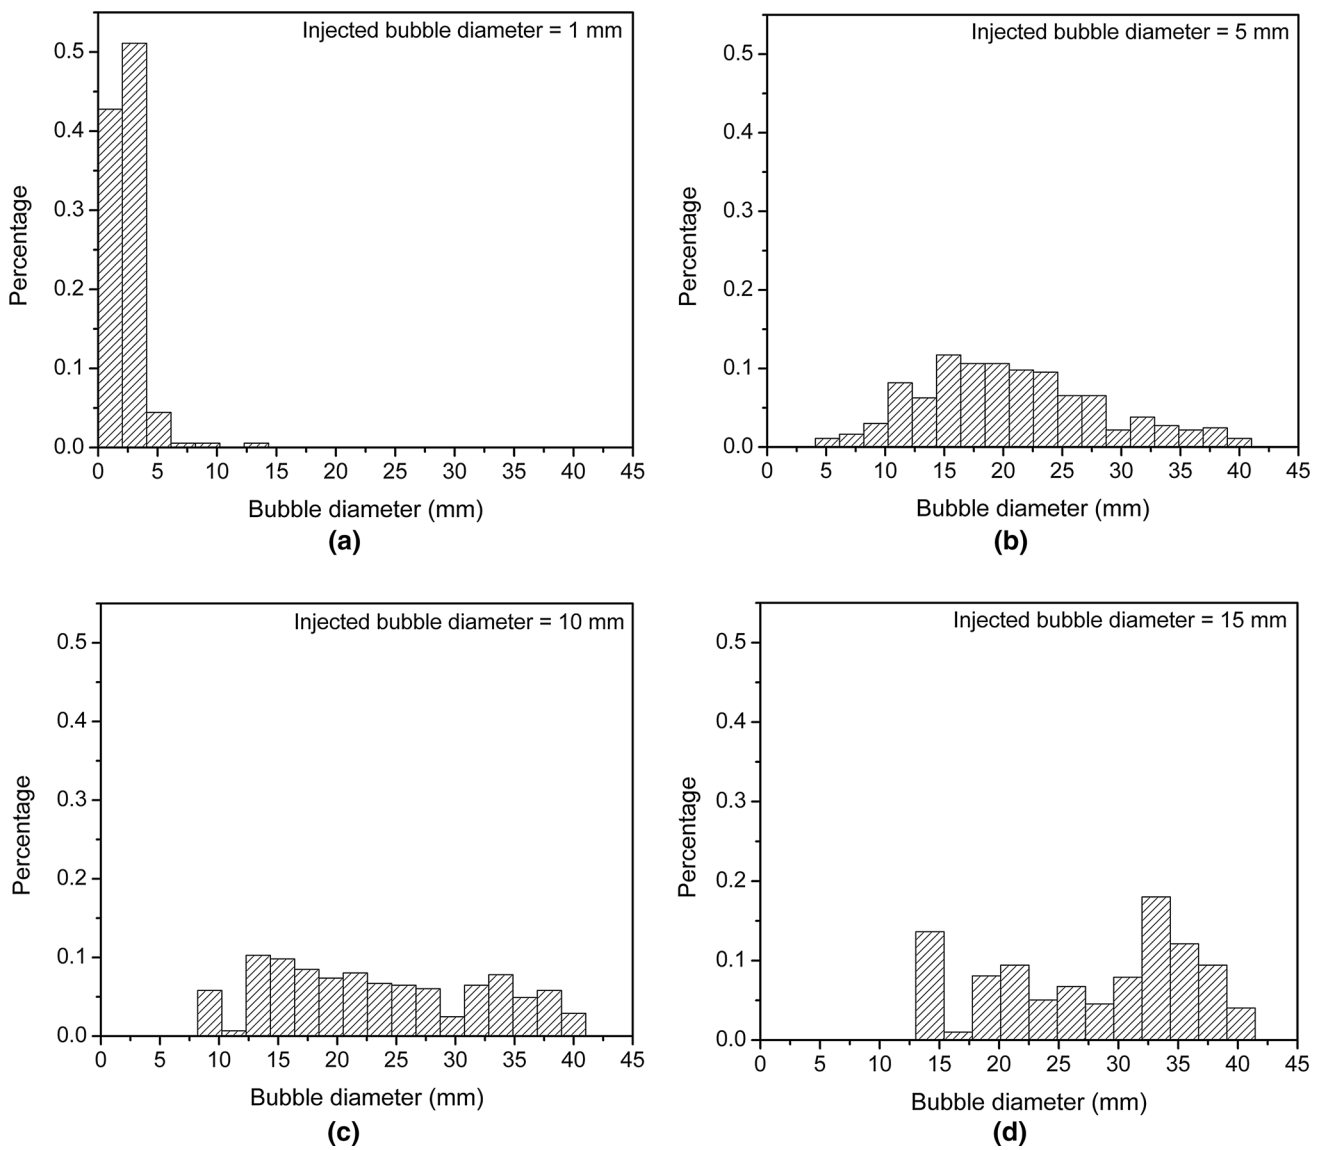 Injected bubble diameter = 1 mm
0.5
0.4
0.3
0.2
0.1
0.0
Percentage
0 5 10 15 20 25 30 35 40 45
Bubble diameter (mm)
(a)
Injected bubble diameter = 5 mm
0.5
0.4
0.3
0.2
0.1
0.0
Percentage
0 5 10 15 20 25 30 35 40 45
Bubble diameter (mm)
(b)
Injected bubble diameter = 10 mm
0.5
0.4
0.3
0.2
0.1
0.0
Percentage
0 5 10 15 20 25 30 35 40 45
Bubble diameter (mm)
(c)
Injected bubble diameter = 15 mm
0.5
0.4
0.3
0.2
0.1
0.0
Percentage
0 5 10 15 20 25 30 35 40 45
Bubble diameter (mm)
(d)